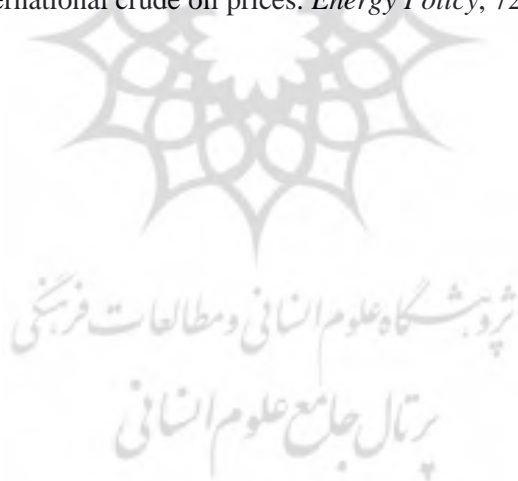 ernational crude oil prices. Energy Policy, 72
پژوهشگاه علوم انسانی و مطالعات فرهنگی
پرتال جامع علوم انسانی